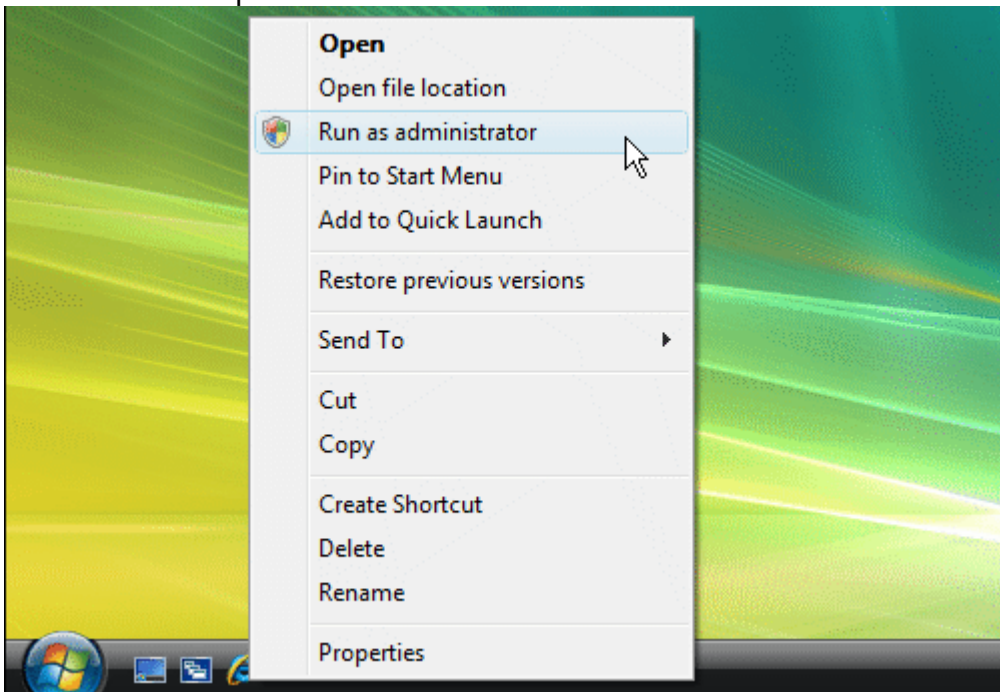 Open
Open file location
Run as administrator
Pin to Start Menu
Add to Quick Launch
Restore previous versions
Send To
Cut
Copy
Create Shortcut
Delete
Rename
Properties